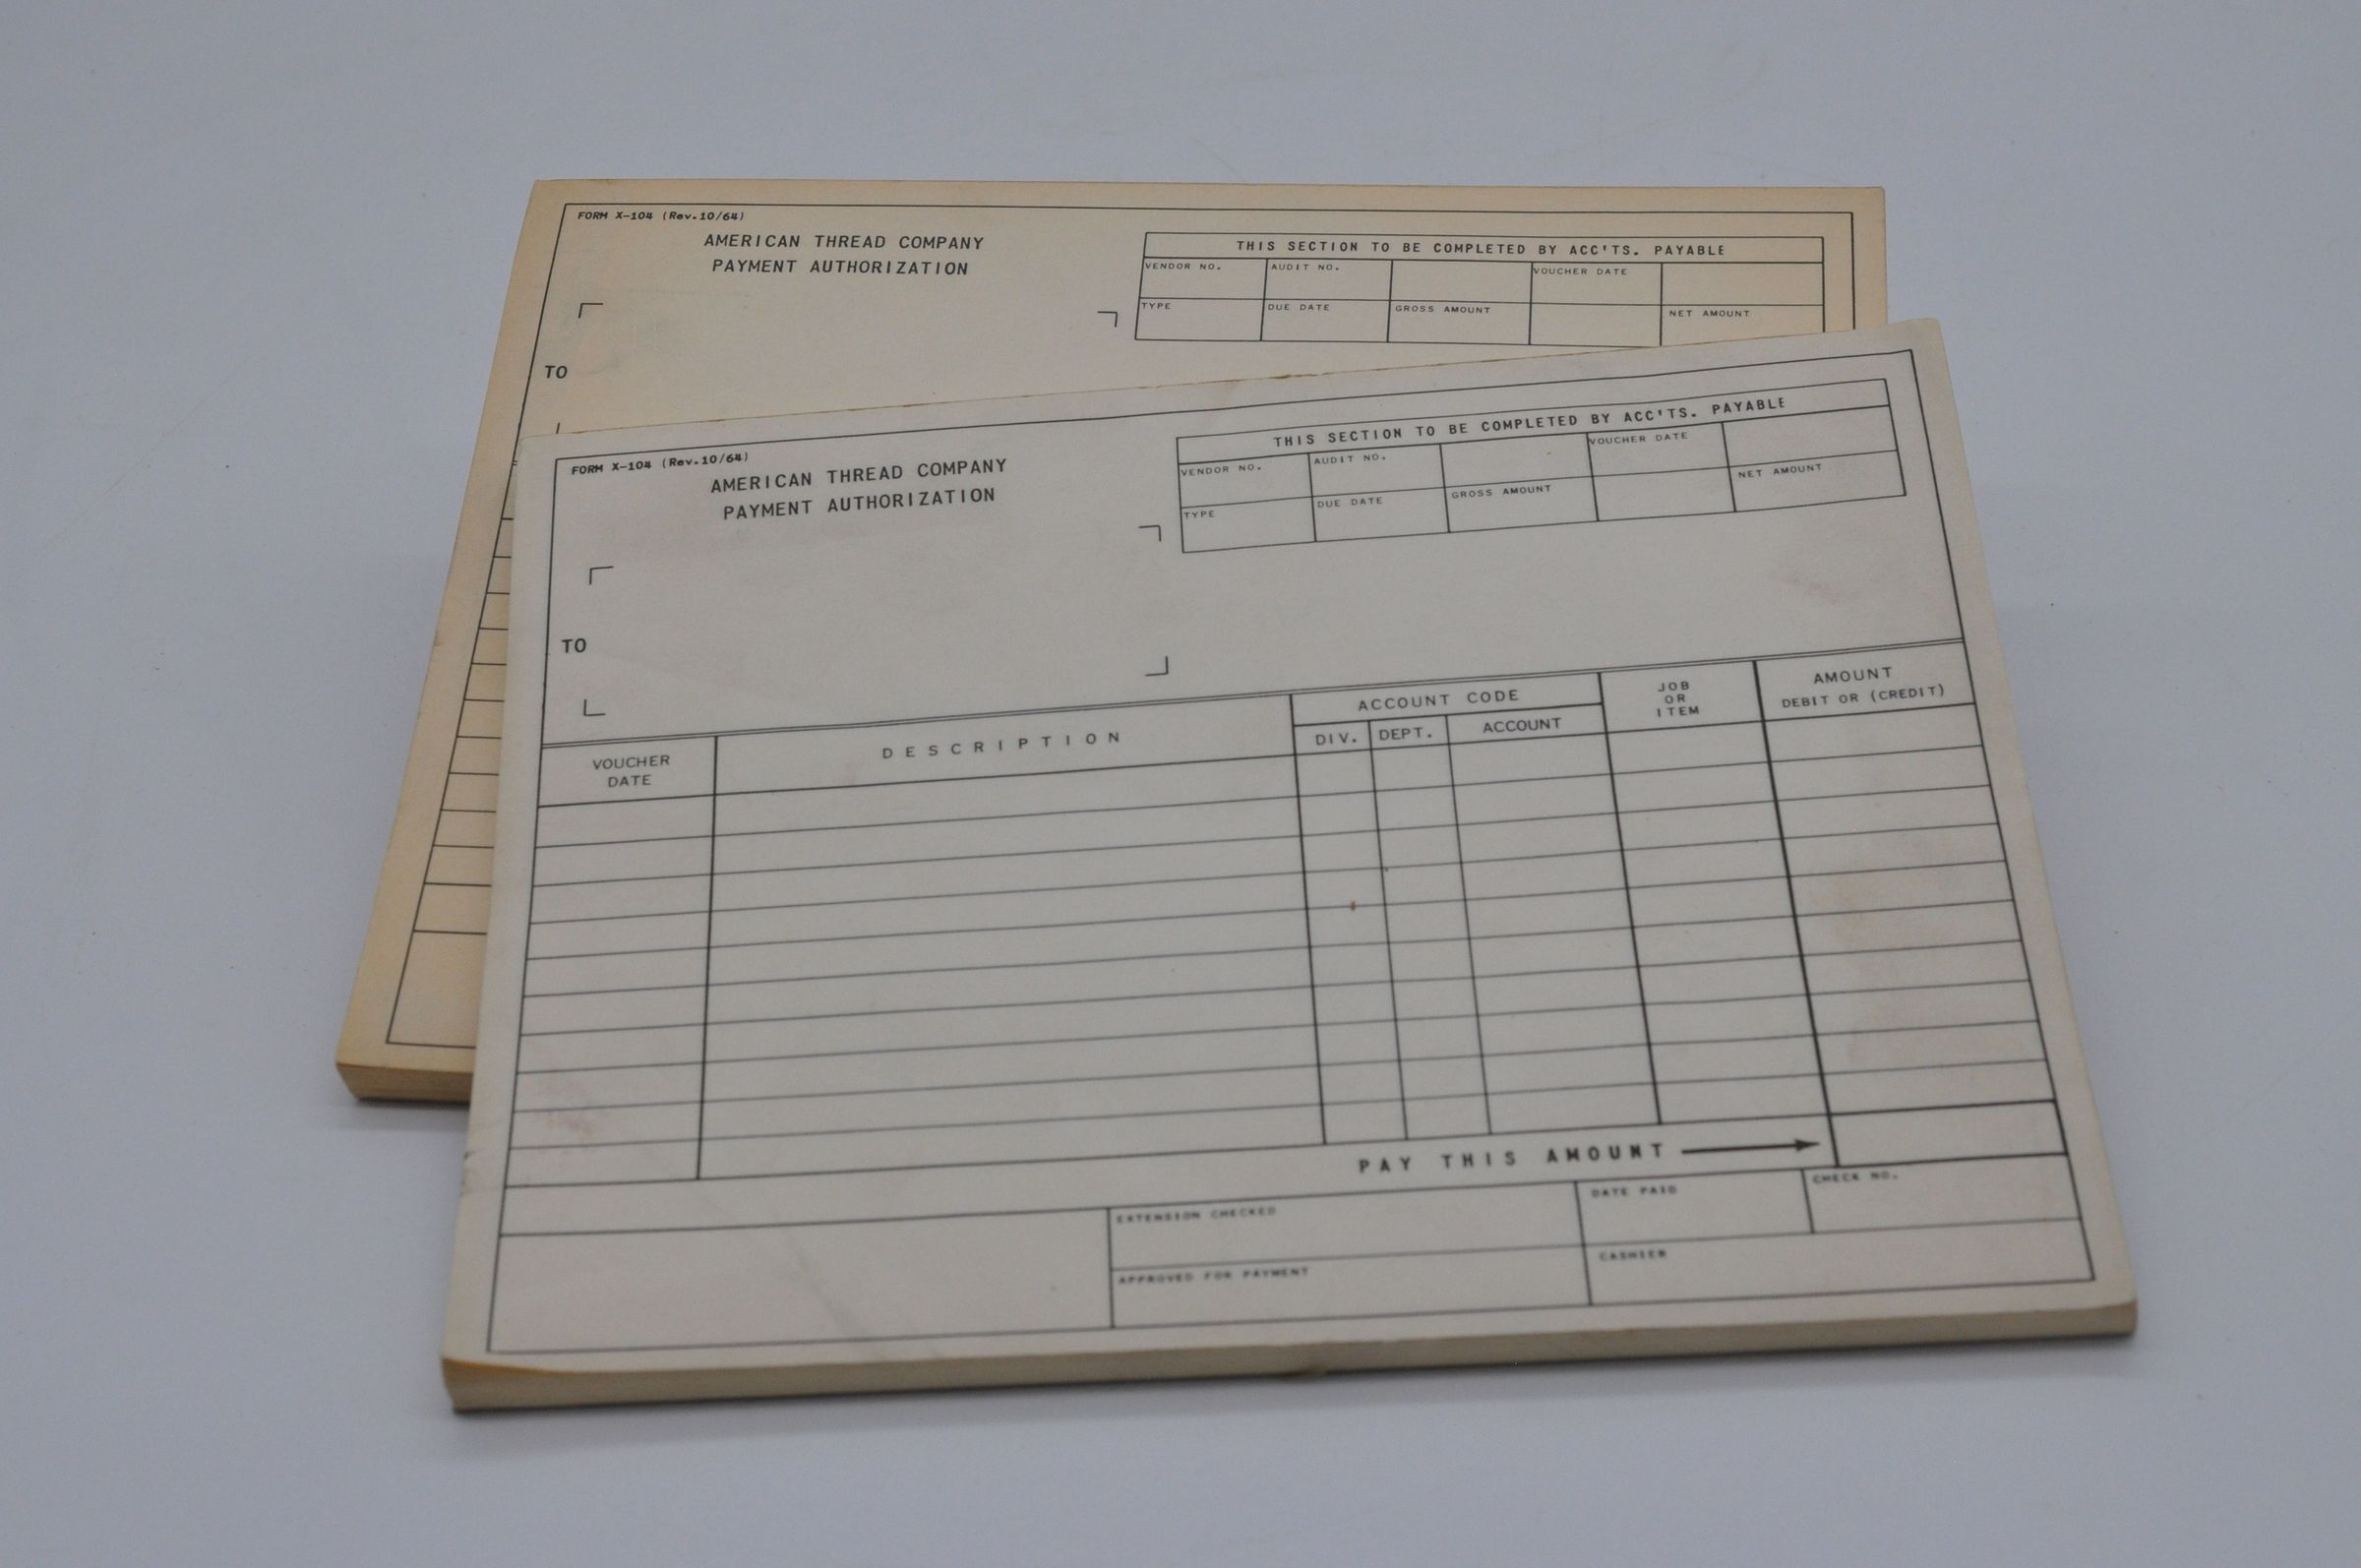 FORM X-104 (Rev.10/64)
AMERICAN THREAD COMPANY
PAYMENT AUTHORIZATION
THIS SECTION TO BE COMPLETED BY ACC'TS. PAYABLE
VENDOR NO. AUDIT NO. VOUCHER DATE
TYPE DUE DATE GROSS AMOUNT NET AMOUNT
TO
FORM X-104 (Rev.10/64)
AMERICAN THREAD COMPANY
PAYMENT AUTHORIZATION
THIS SECTION TO BE COMPLETED BY ACC'TS. PAYABLE
VENDOR NO. AUDIT NO. VOUCHER DATE
TYPE DUE DATE GROSS AMOUNT NET AMOUNT
TO
VOUCHER
DATE
DESCRIPTION
ACCOUNT CODE
DIV. DEPT. ACCOUNT
JOB
OR
ITEM
AMOUNT
DEBIT OR (CREDIT)
PAY THIS AMOUNT
EXTENSION CHECKED
DATE PAID
CHECK NO.
APPROVED FOR PAYMENT
CASHIER